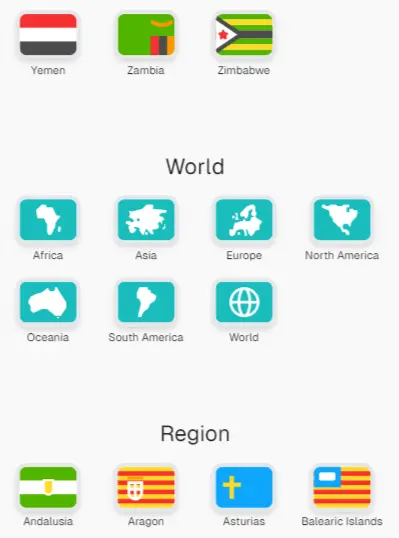 Yemen Zambia Zimbabwe
World
Africa Asia Europe North America
Oceania South America World
Region
Andalusia Aragon Asturias Balearic Islands